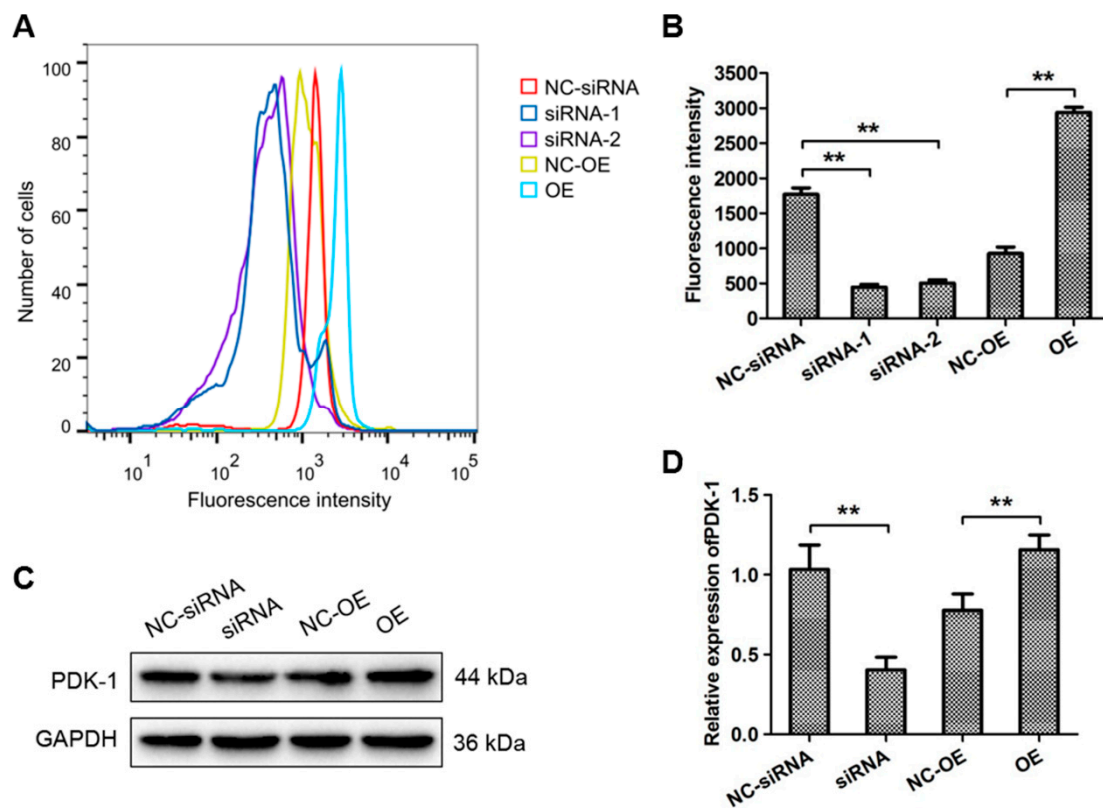 A
100
80
60
40
20
0
Number of cells
10^1
10^2
10^3
10^4
10^5
Fluorescence intensity
NC-siRNA
siRNA-1
siRNA-2
NC-OE
OE
B
3500
3000
2500
2000
1500
1000
500
0
Fluorescence intensity
**
**
**
NC-siRNA
siRNA-1
siRNA-2
NC-OE
OE
C
NC-siRNA
siRNA
NC-OE
OE
PDK-1
44 kDa
GAPDH
36 kDa
D
1.5
1.0
0.5
0.0
Relative expression ofPDK-1
**
**
NC-siRNA
siRNA
NC-OE
OE